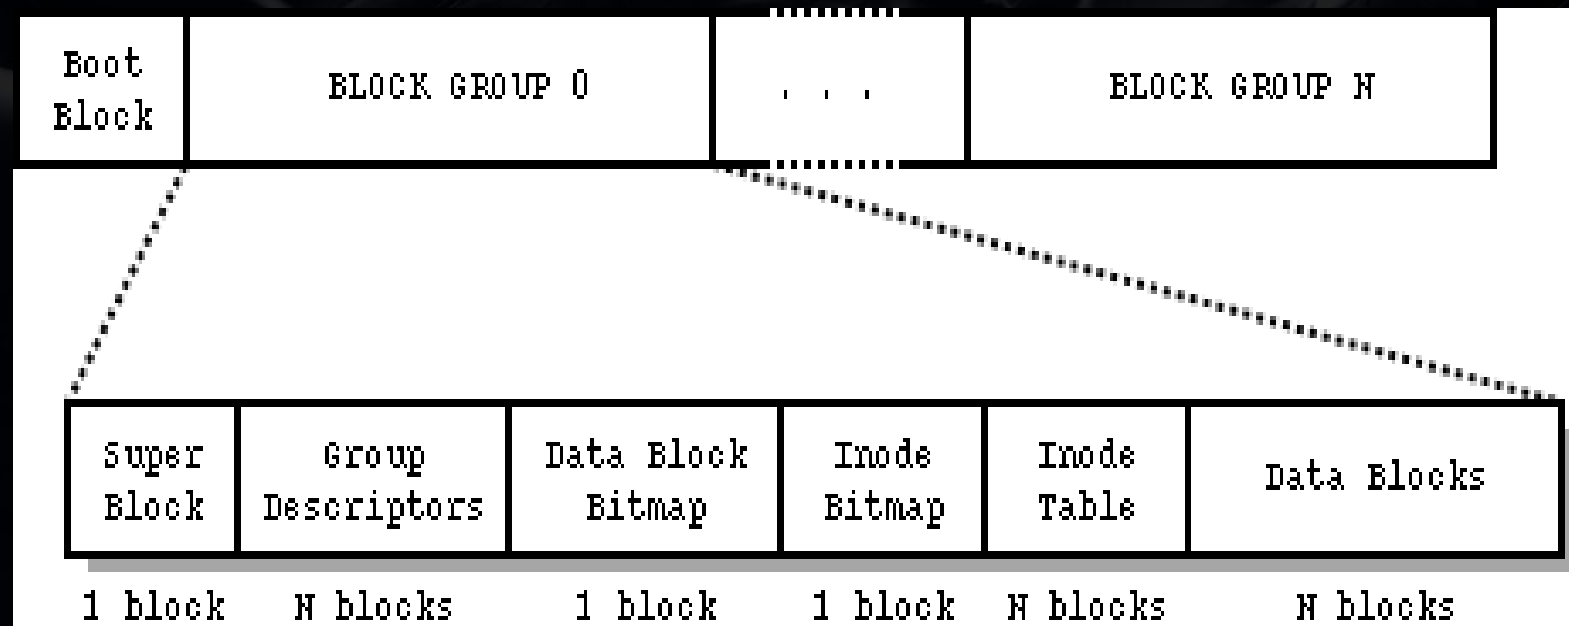 Boot
Block
BLOCK GROUP 0
. . .
BLOCK GROUP N
Super
Block
Group
Descriptors
Data Block
Bitmap
Inode
Bitmap
Inode
Table
Data Blocks
1 block
N blocks
1 block
1 block
N blocks
N blocks